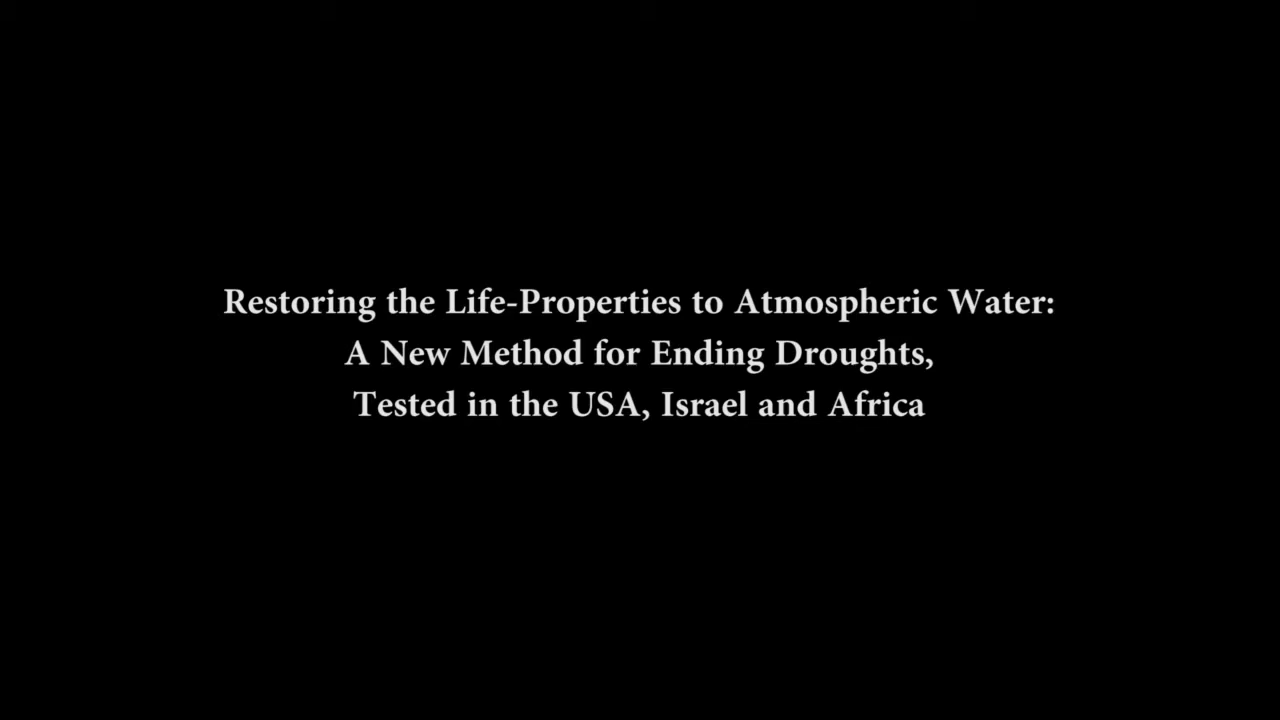 Restoring the Life-Properties to Atmospheric Water:
A New Method for Ending Droughts,
Tested in the USA, Israel and Africa